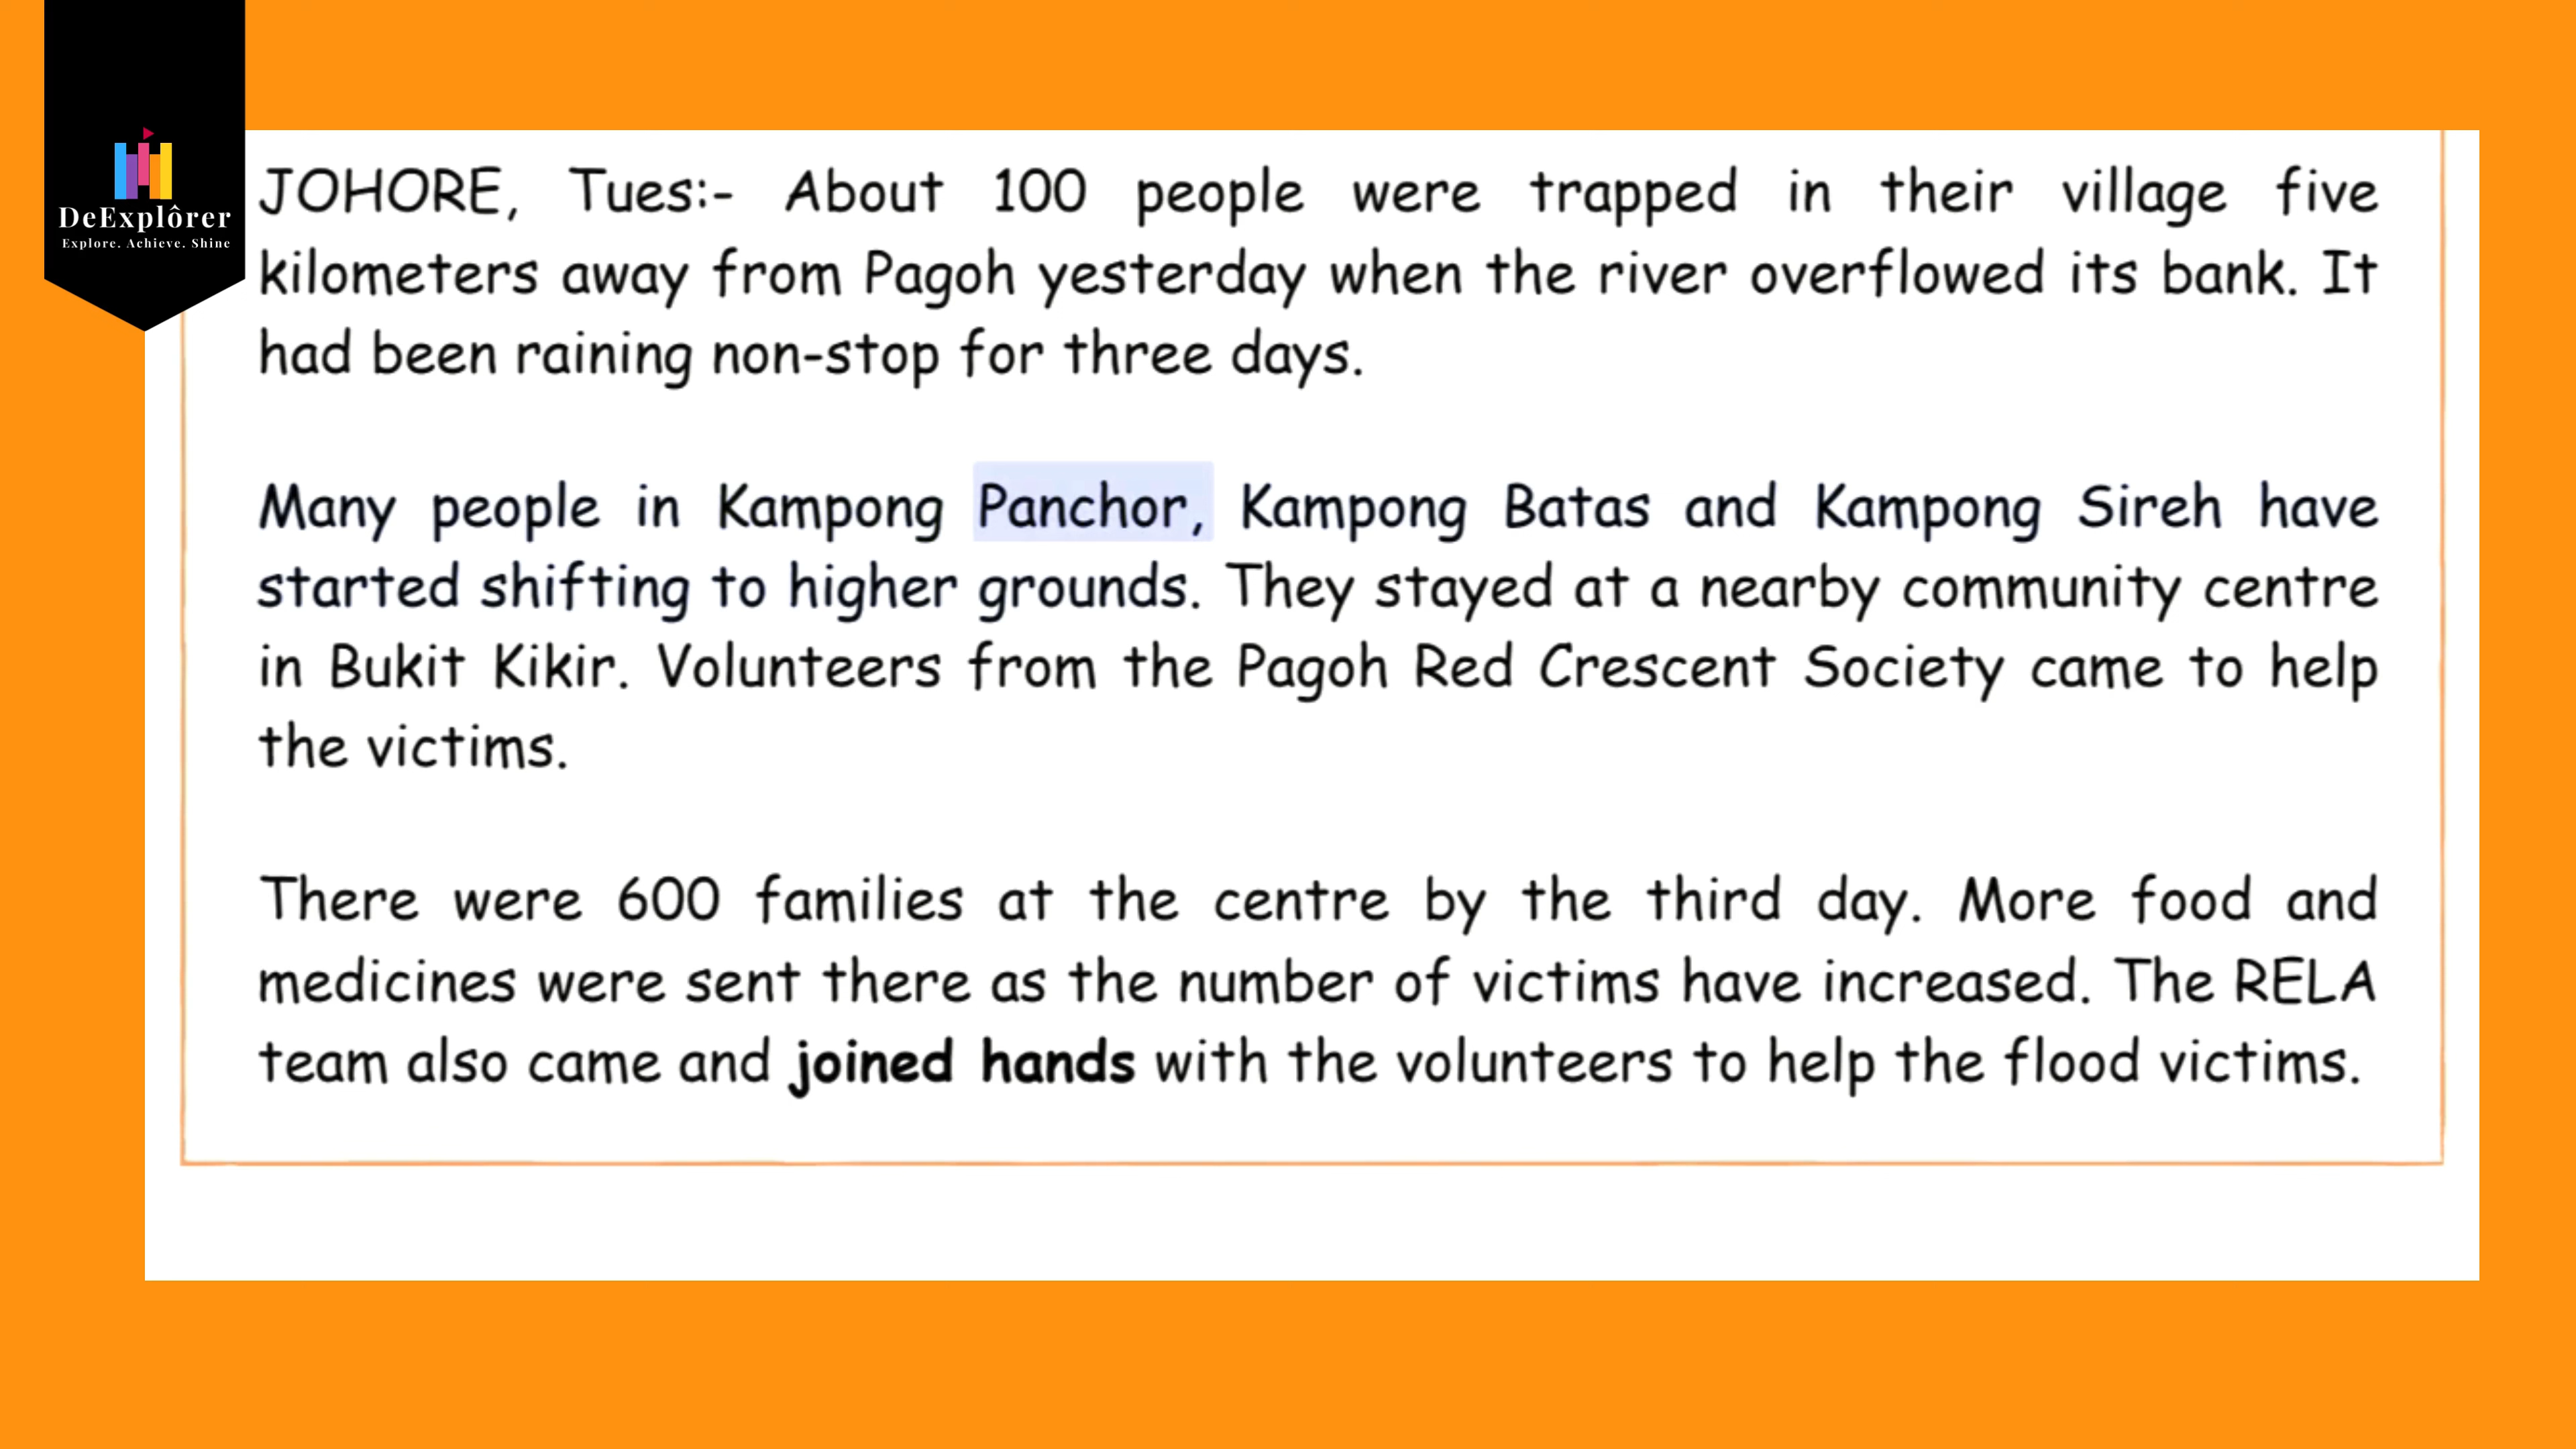 DeExplôrer
Explore. Achieve. Shine
JOHORE, Tues:- About 100 people were trapped in their village five
kilometers away from Pagoh yesterday when the river overflowed its bank. It
had been raining non-stop for three days.
Many people in Kampong Panchor, Kampong Batas and Kampong Sireh have
started shifting to higher grounds. They stayed at a nearby community centre
in Bukit Kikir. Volunteers from the Pagoh Red Crescent Society came to help
the victims.
There were 600 families at the centre by the third day. More food and
medicines were sent there as the number of victims have increased. The RELA
team also came and joined hands with the volunteers to help the flood victims.